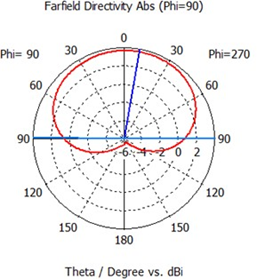 Farfield Directivity Abs (Phi=90)
0
Phi= 90 30 30 Phi=270
60 60
90 -6 -4 -2 0 2 90
120 120
150 150
180
Theta / Degree vs. dBi